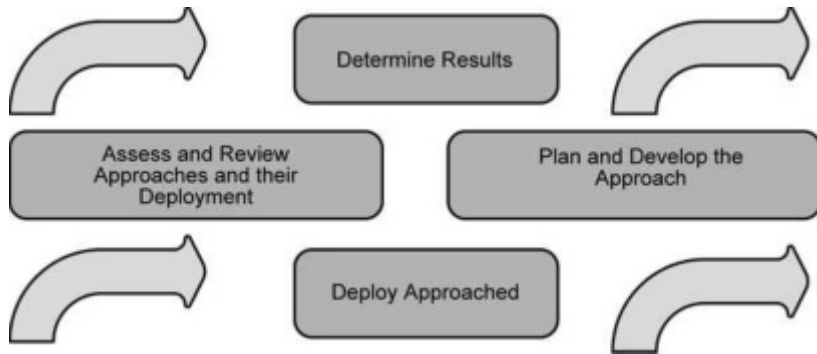 Determine Results
Assess and Review
Approaches and their
Deployment
Plan and Develop the
Approach
Deploy Approached